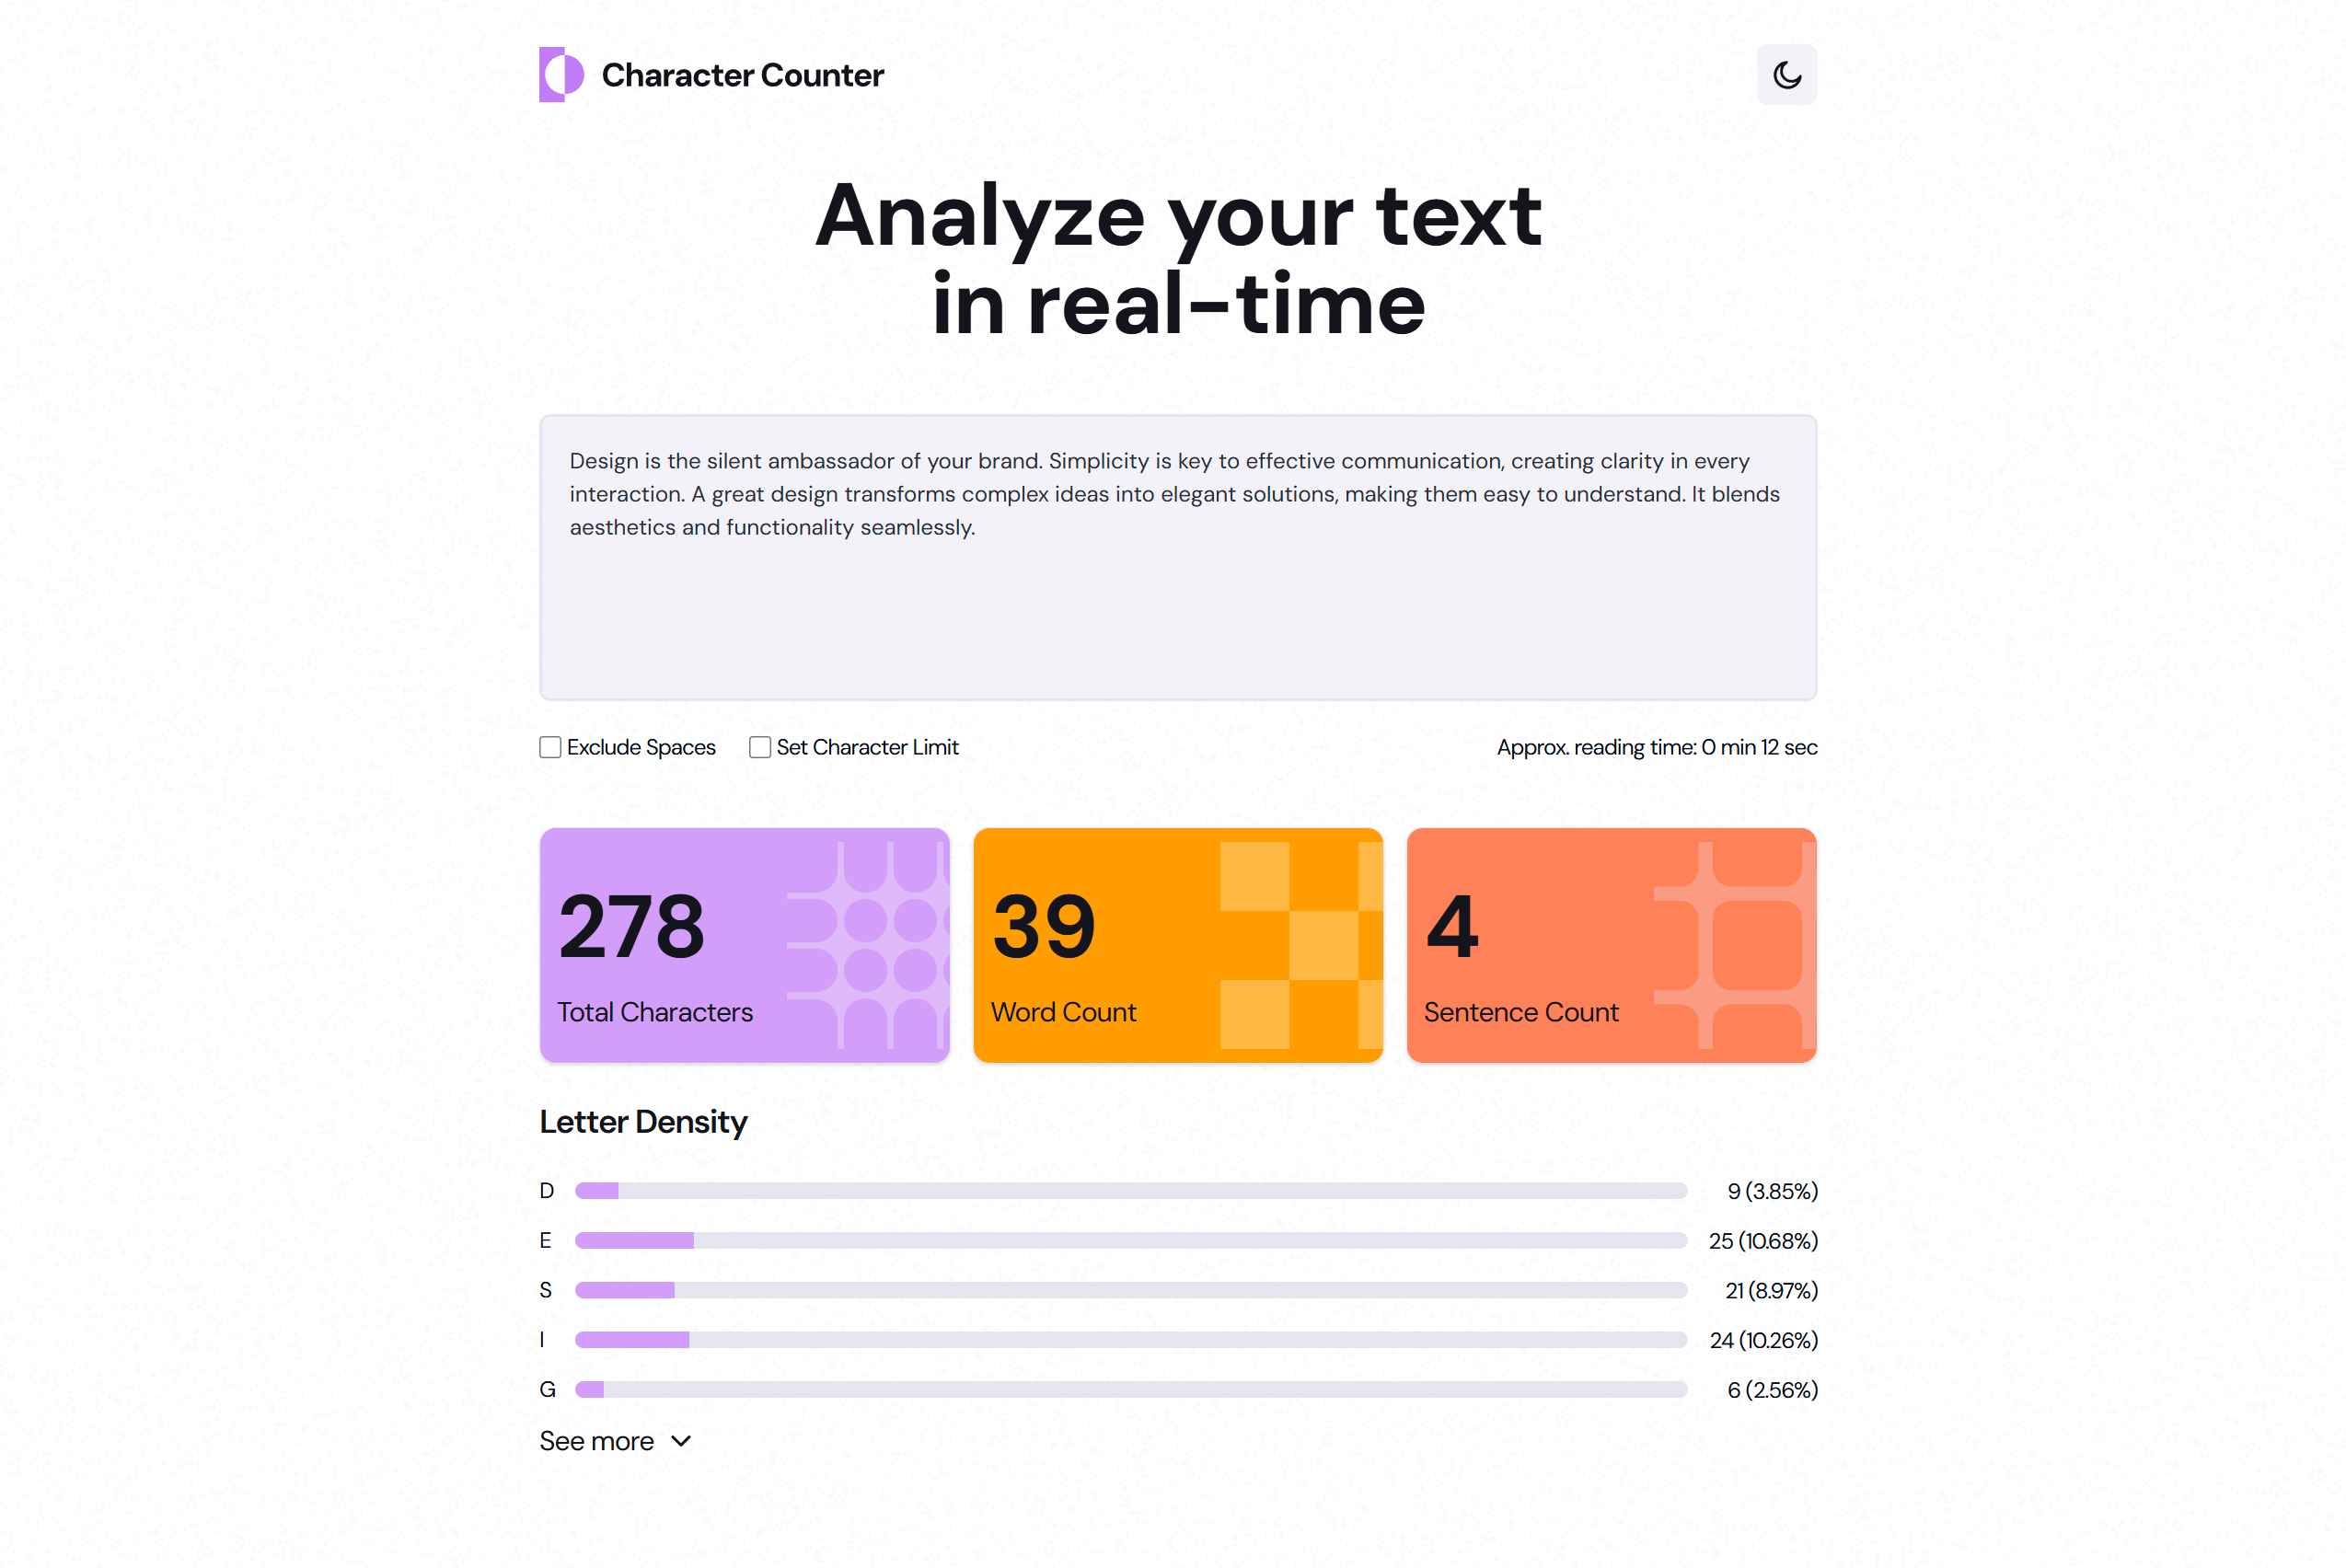 Character Counter
Analyze your text
in real-time
Design is the silent ambassador of your brand. Simplicity is key to effective communication, creating clarity in every
interaction. A great design transforms complex ideas into elegant solutions, making them easy to understand. It blends
aesthetics and functionality seamlessly.
Exclude Spaces Set Character Limit Approx. reading time: 0 min 12 sec
278 39 4
Total Characters Word Count Sentence Count
Letter Density
D 9 (3.85%)
E 25 (10.68%)
S 21 (8.97%)
I 24 (10.26%)
G 6 (2.56%)
See more